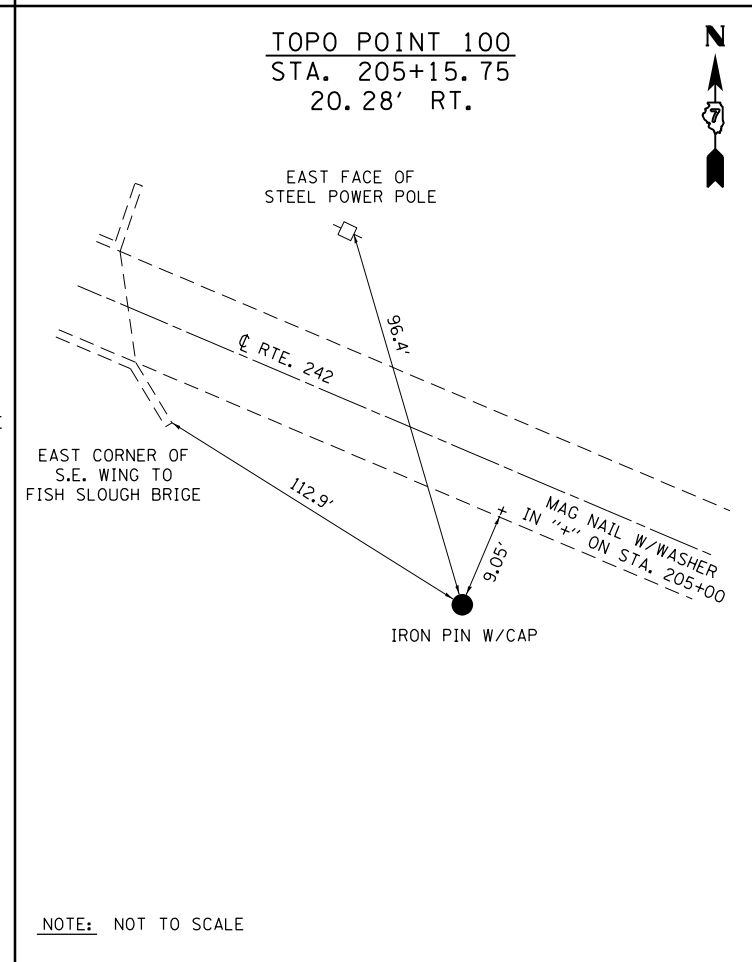 TOPO POINT 100
STA. 205+15.75
20.28' RT.
N
7
EAST FACE OF
STEEL POWER POLE
96.4'
℄ RTE. 242
EAST CORNER OF
S.E. WING TO
FISH SLOUGH BRIGE
112.9'
MAG NAIL W/WASHER
IN "+" ON STA. 205+00
9.05'
IRON PIN W/CAP
NOTE: NOT TO SCALE